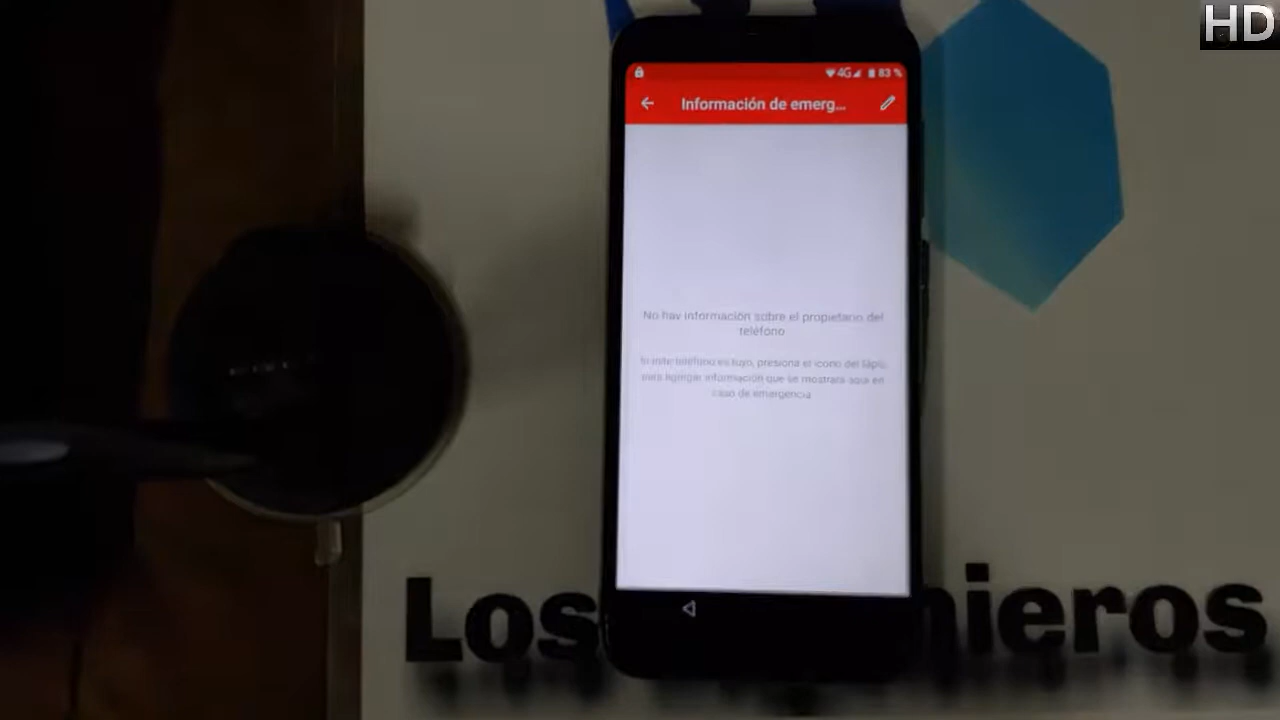 HD
4G 83 %
Información de emerg...
No hay información sobre el propietario del
teléfono
Si este teléfono es tuyo, presiona el ícono del lápiz
para agregar información que se mostrará aquí en
caso de emergencia
Los nieros